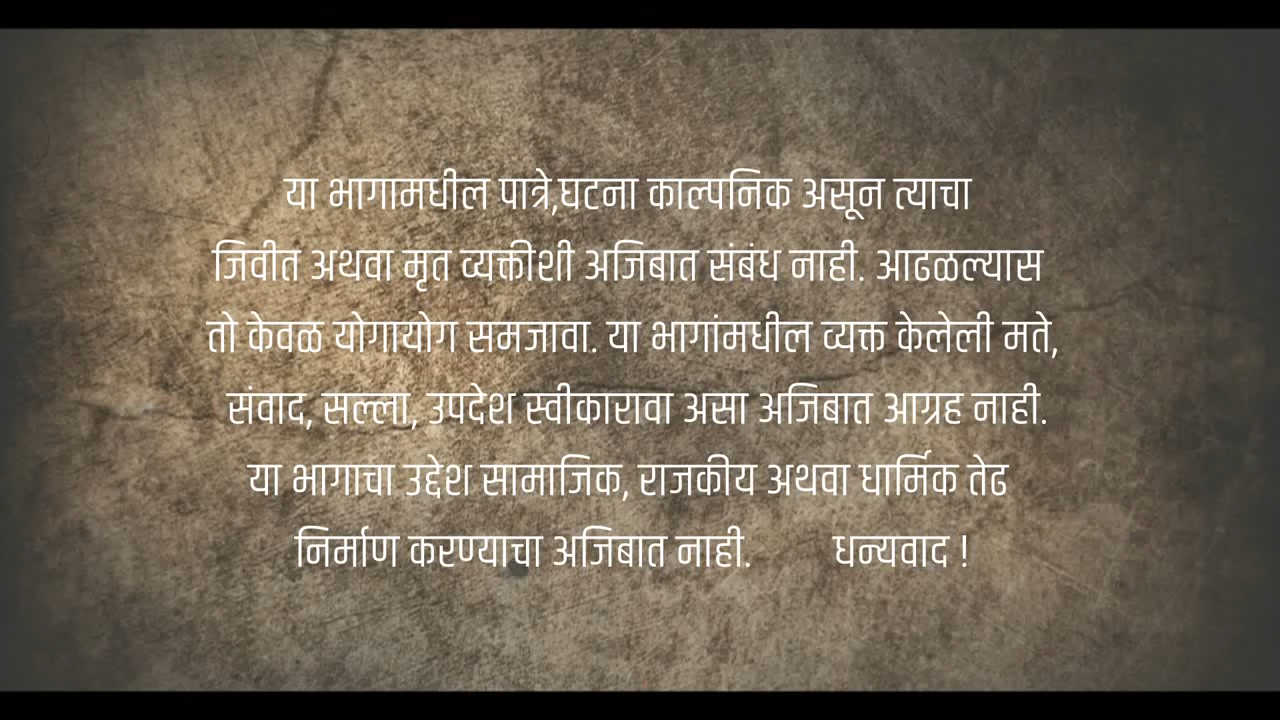 या भागामधील पात्रे,घटना काल्पनिक असून त्याचा
जिवीत अथवा मृत व्यक्तीशी अजिबात संबंध नाही. आढळल्यास
तो केवळ योगायोग समजावा. या भागांमधील व्यक्त केलेली मते,
संवाद, सल्ला, उपदेश स्वीकारावा असा अजिबात आग्रह नाही.
या भागाचा उद्देश सामाजिक, राजकीय अथवा धार्मिक तेढ
निर्माण करण्याचा अजिबात नाही. धन्यवाद !